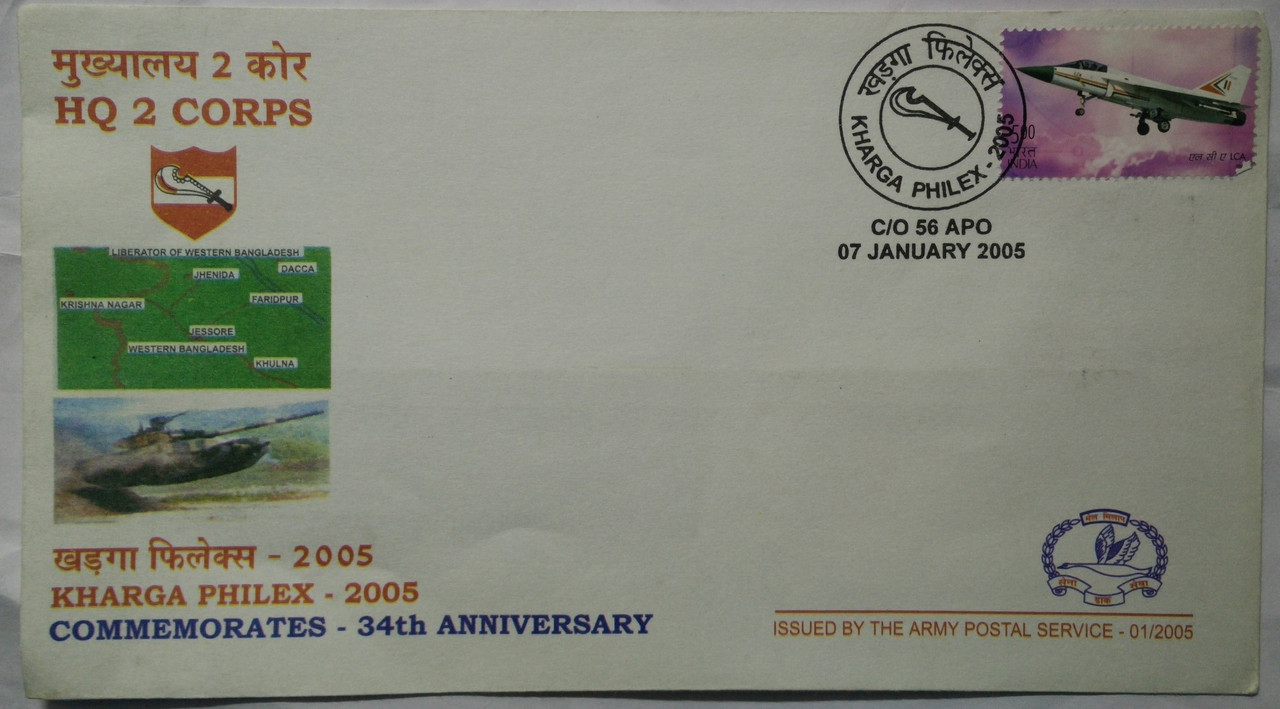 मुख्यालय 2 कोर
HQ 2 CORPS
LIBERATOR OF WESTERN BANGLADESH
DACCA
JHENIDA
KRISHNA NAGAR
FARIDPUR
JESSORE
WESTERN BANGLADESH
KHULNA
खड़गा फिलेक्स - 2005
KHARGA PHILEX - 2005
COMMEMORATES - 34th ANNIVERSARY
खड़गा फिलेक्स
KHARGA PHILEX - 2005
C/O 56 APO
07 JANUARY 2005
500
भारत
INDIA
एल सी ए LCA
मेल मिलाप
सेना
डाक
सेवा
ISSUED BY THE ARMY POSTAL SERVICE - 01/2005